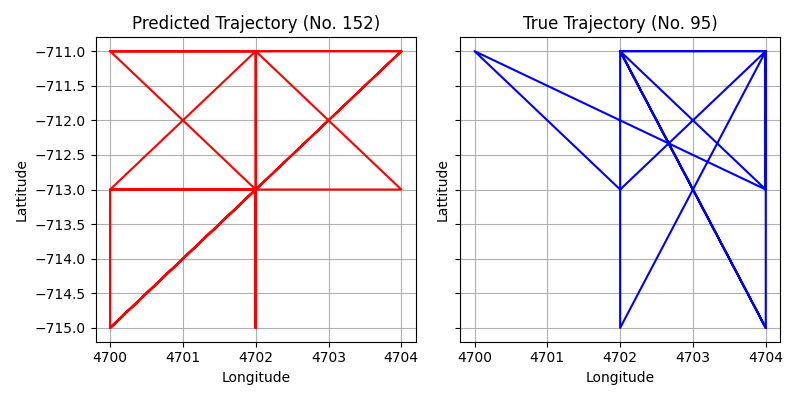 Predicted Trajectory (No. 152)
True Trajectory (No. 95)
Lattitude
−711.0
−711.5
−712.0
−712.5
−713.0
−713.5
−714.0
−714.5
−715.0
4700 4701 4702 4703 4704
Longitude
Lattitude
4700 4701 4702 4703 4704
Longitude